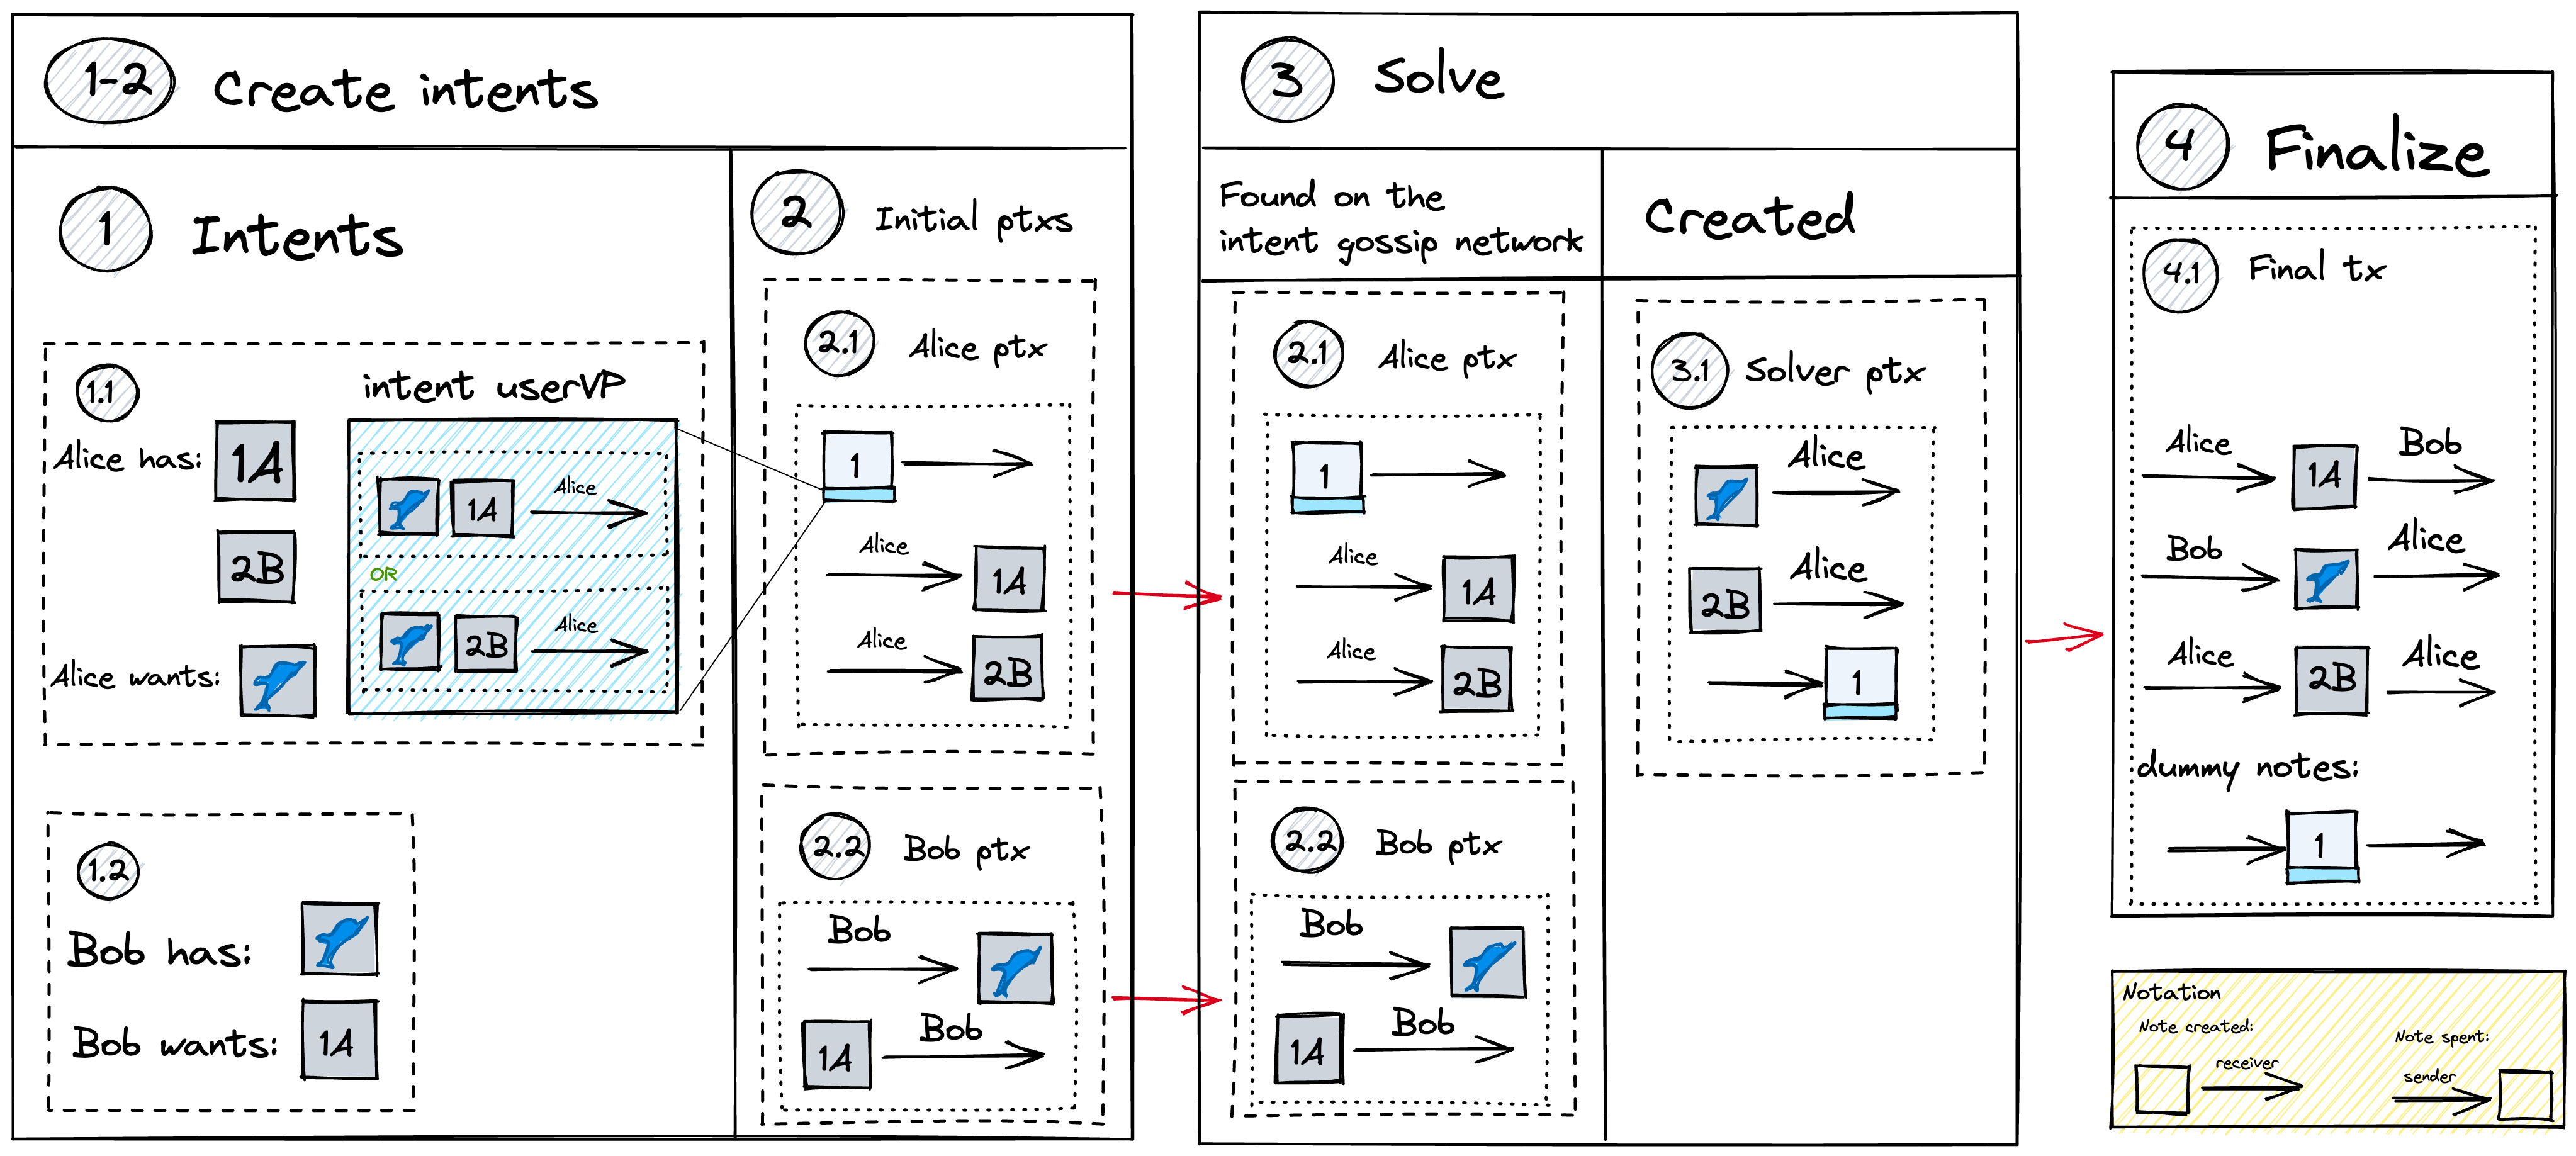 1-2 Create intents
1 Intents
1.1
intent userVP
Alice has: 1A
2B
Alice wants:
1A Alice
OR
2B Alice
1.2
Bob has:
Bob wants: 1A
2 Initial ptxs
2.1 Alice ptx
1
Alice 1A
Alice 2B
2.2 Bob ptx
Bob
1A Bob
3 Solve
Found on the
intent gossip network
2.1 Alice ptx
1
Alice 1A
Alice 2B
2.2 Bob ptx
Bob
1A Bob
Created
3.1 Solver ptx
Alice
2B Alice
1
4 Finalize
4.1 Final tx
Alice 1A Bob
Bob Alice
Alice 2B Alice
dummy notes:
1
Notation
Note created:
receiver
Note spent:
sender